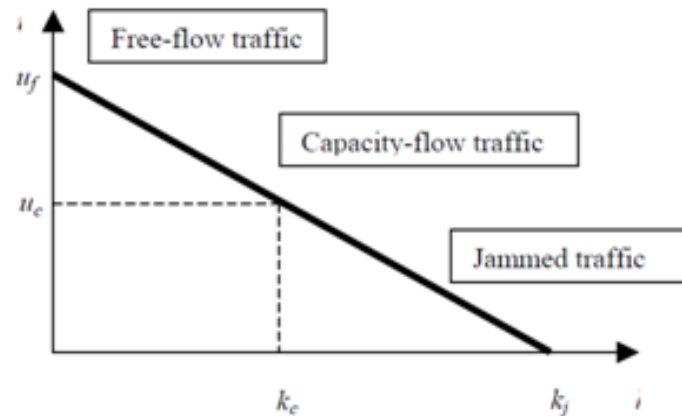 Free-flow traffic
u_f
Capacity-flow traffic
u_c
Jammed traffic
k_c
k_j